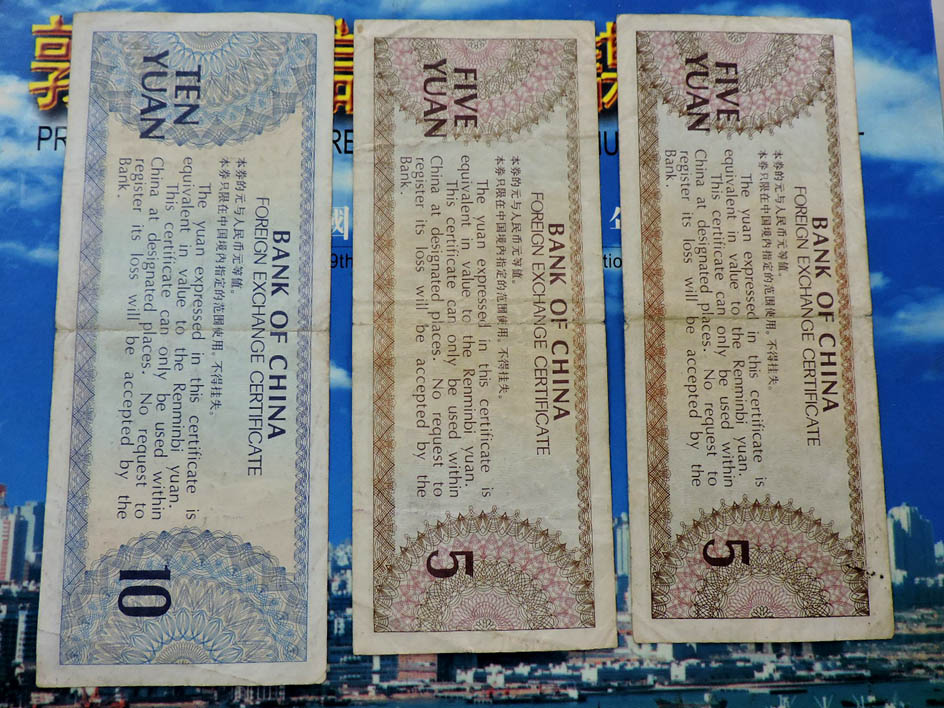 TEN
YUAN
BANK OF CHINA
FOREIGN EXCHANGE CERTIFICATE
本券的元与人民币元等值。
本券只限在中国境内指定的范围使用。不得挂失。
The yuan expressed in this certificate is
equivalent in value to the Renminbi yuan.
This certificate can only be used within
China at designated places. No request to
register its loss will be accepted by the
Bank.
10
FIVE
YUAN
BANK OF CHINA
FOREIGN EXCHANGE CERTIFICATE
本券的元与人民币元等值。
本券只限在中国境内指定的范围使用。不得挂失。
The yuan expressed in this certificate is
equivalent in value to the Renminbi yuan.
This certificate can only be used within
China at designated places. No request to
register its loss will be accepted by the
Bank.
5
FIVE
YUAN
BANK OF CHINA
FOREIGN EXCHANGE CERTIFICATE
本券的元与人民币元等值。
本券只限在中国境内指定的范围使用。不得挂失。
The yuan expressed in this certificate is
equivalent in value to the Renminbi yuan.
This certificate can only be used within
China at designated places. No request to
register its loss will be accepted by the
Bank.
5
國